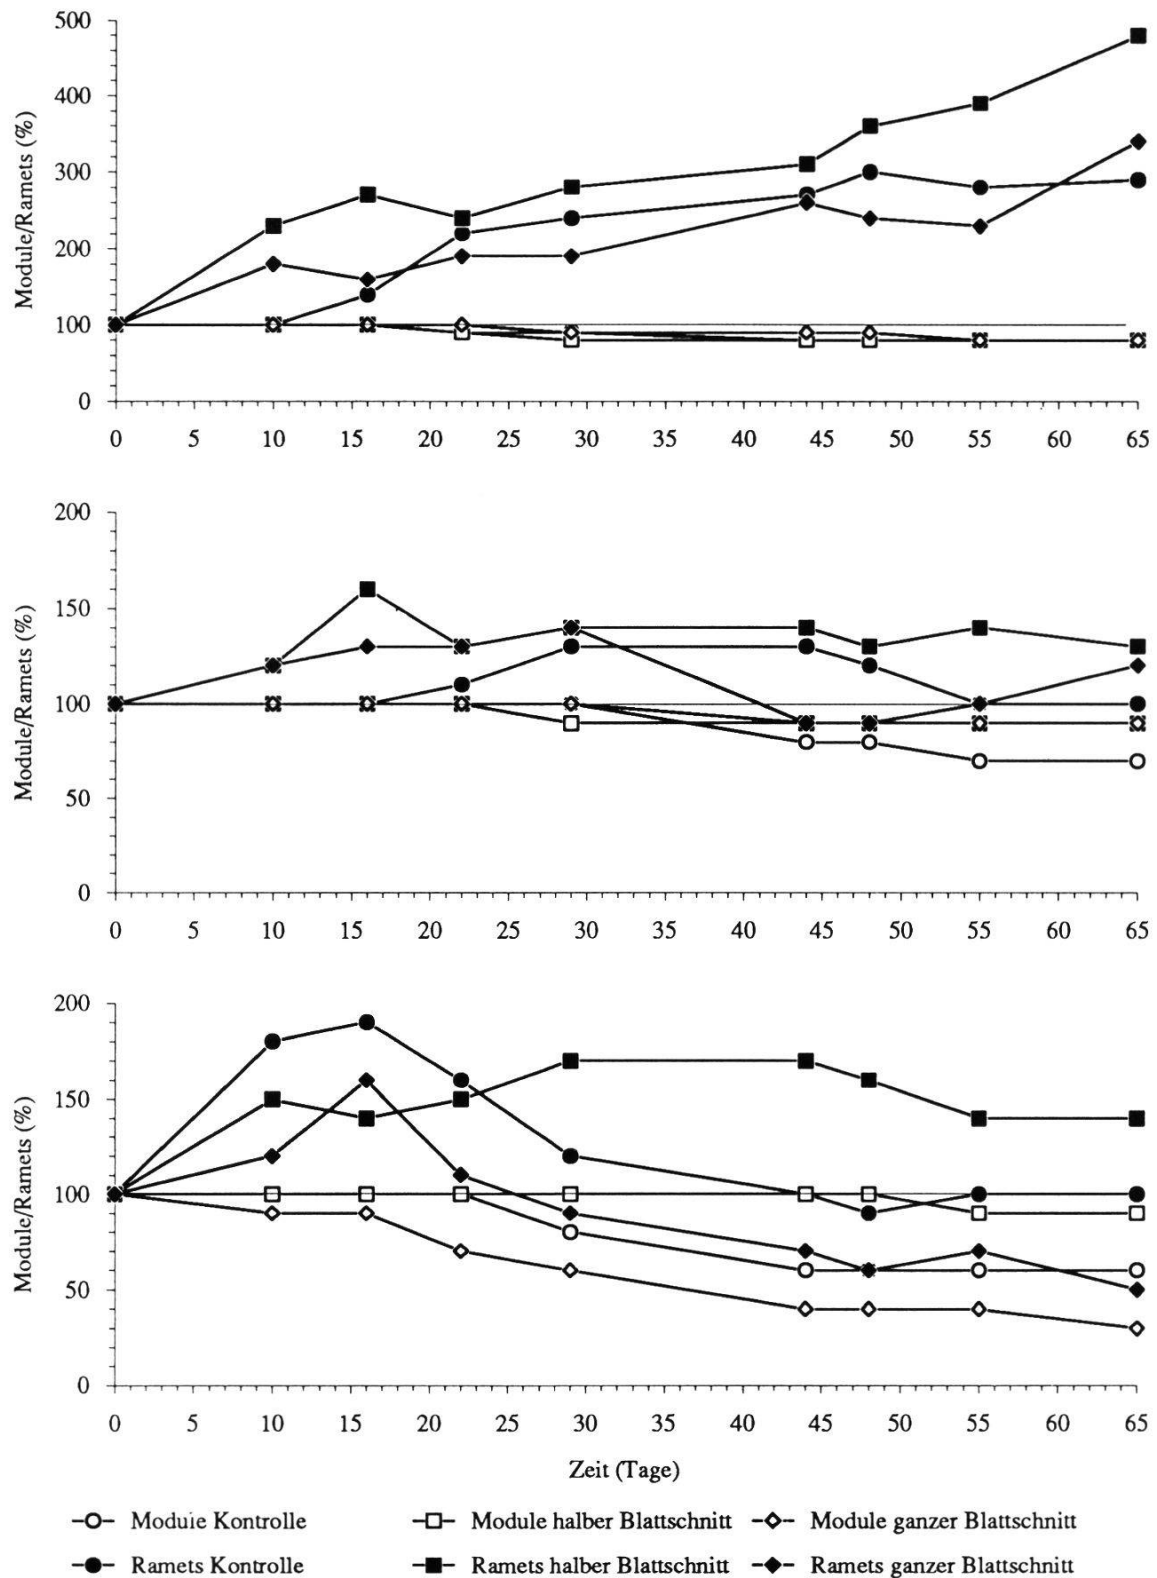 500
400
300
200
100
0
Module/Ramets (%)
0 5 10 15 20 25 30 35 40 45 50 55 60 65
200
150
100
50
0
Module/Ramets (%)
0 5 10 15 20 25 30 35 40 45 50 55 60 65
200
150
100
50
0
Module/Ramets (%)
0 5 10 15 20 25 30 35 40 45 50 55 60 65
Zeit (Tage)
Module Kontrolle Module halber Blattschnitt Module ganzer Blattschnitt
Ramets Kontrolle Ramets halber Blattschnitt Ramets ganzer Blattschnitt